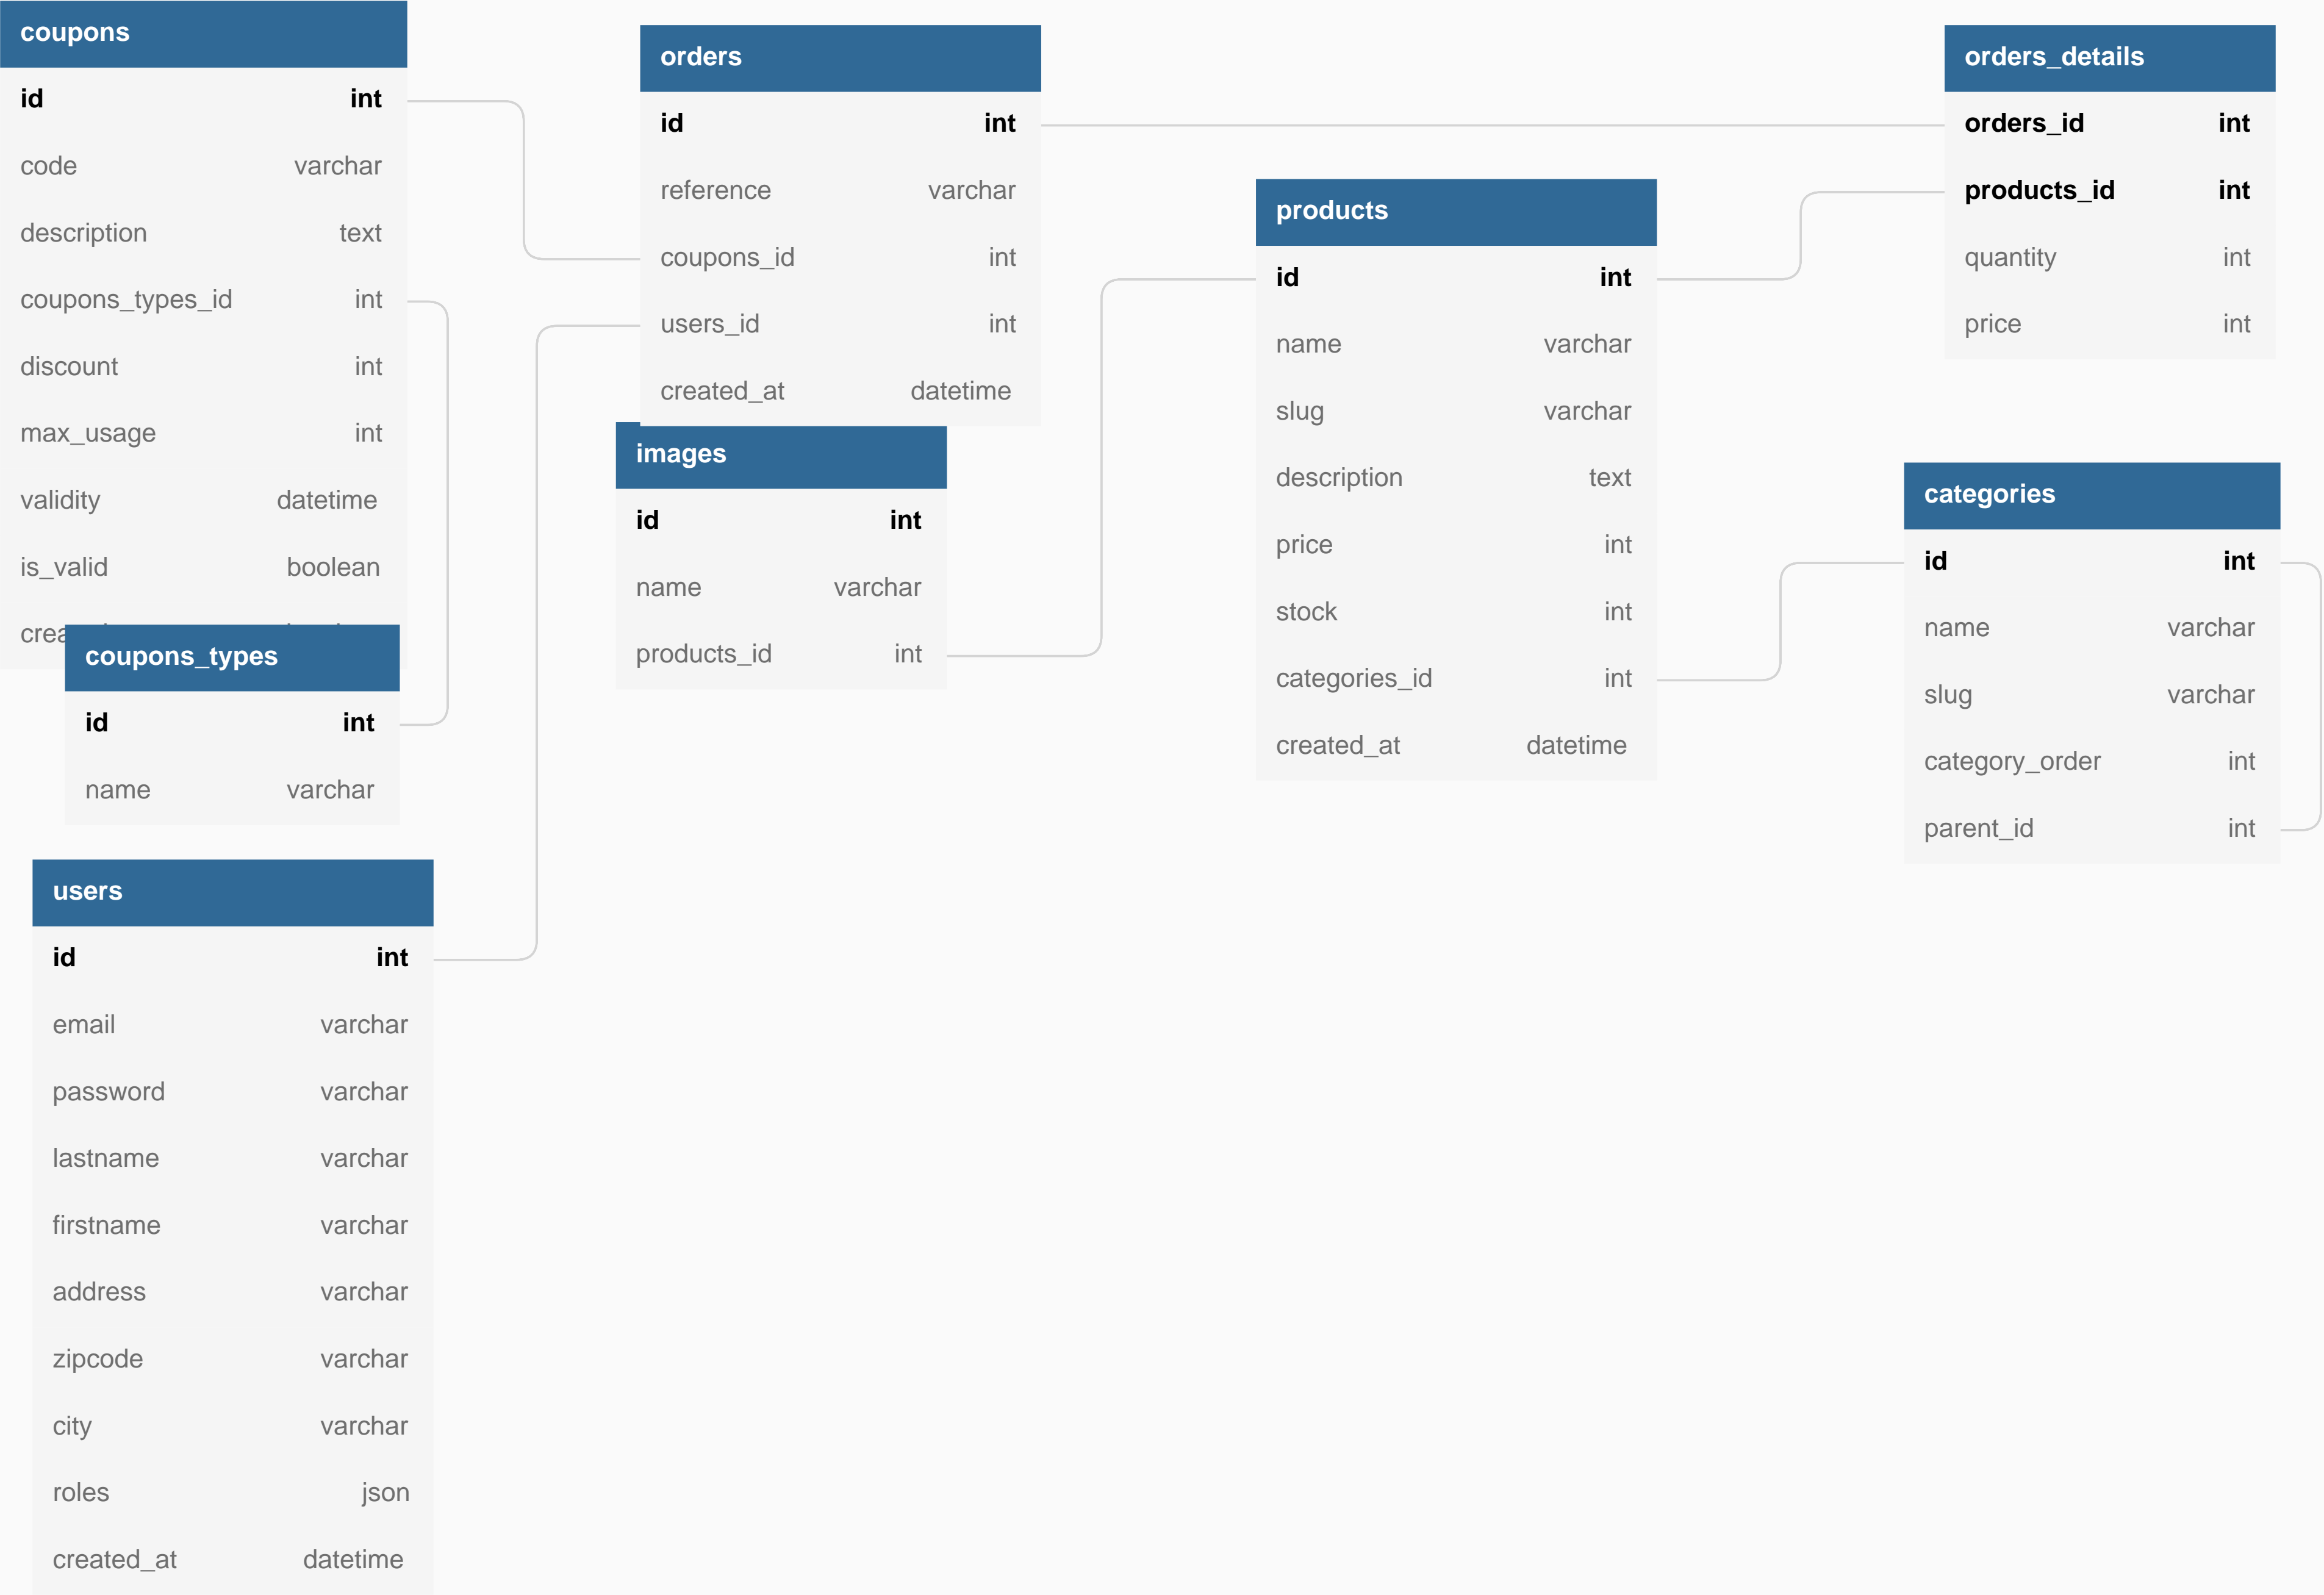 coupons
id int
code varchar
description text
coupons_types_id int
discount int
max_usage int
validity datetime
is_valid boolean
coupons_types
id int
name varchar
users
id int
email varchar
password varchar
lastname varchar
firstname varchar
address varchar
zipcode varchar
city varchar
roles json
created_at datetime
orders
id int
reference varchar
coupons_id int
users_id int
created_at datetime
images
id int
name varchar
products_id int
products
id int
name varchar
slug varchar
description text
price int
stock int
categories_id int
created_at datetime
orders_details
orders_id int
products_id int
quantity int
price int
categories
id int
name varchar
slug varchar
category_order int
parent_id int